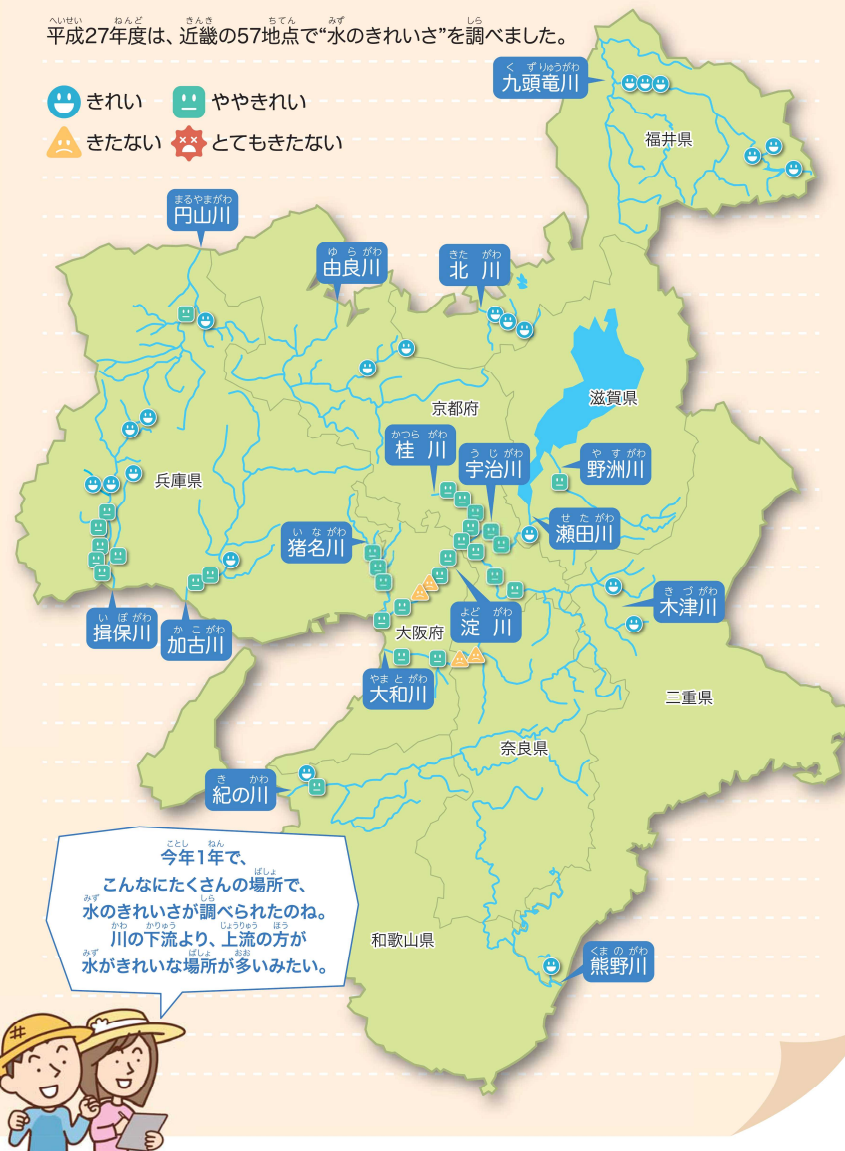 平成27年度は、近畿の57地点で“水のきれいさ”を調べました。
きれい
ややきれい
きたない
とてもきたない
九頭竜川
福井県
円山川
由良川
北川
京都府
滋賀県
桂川
宇治川
野洲川
兵庫県
猪名川
瀬田川
揖保川
加古川
淀川
木津川
大阪府
大和川
三重県
奈良県
紀の川
今年1年で、
こんなにたくさんの場所で、
水のきれいさが調べられたのね。
川の下流より、上流の方が
水がきれいな場所が多いみたい。
和歌山県
熊野川